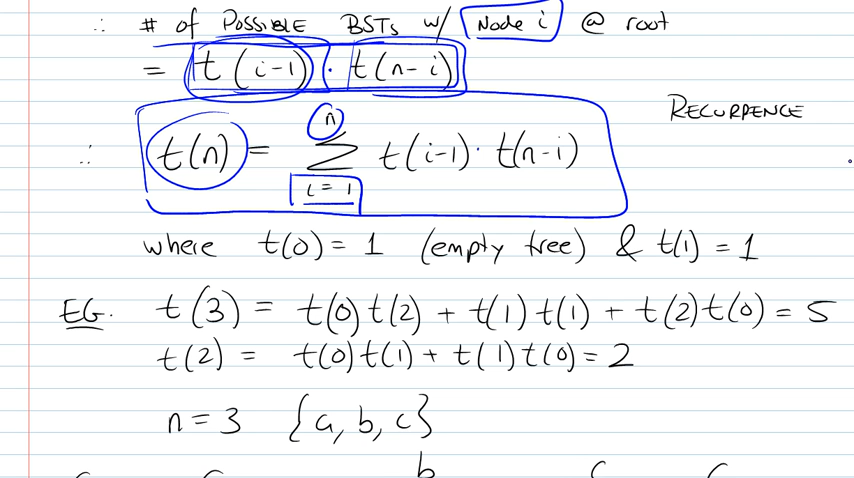 ∴ # of Possible BSTs w/ Node i @ root
= t(i-1) · t(n-i)
Recurrence
∴ t(n) = n Σ i=1 t(i-1) · t(n-i)
where t(0) = 1 (empty tree) & t(1) = 1
EG. t(3) = t(0)t(2) + t(1)t(1) + t(2)t(0) = 5
t(2) = t(0)t(1) + t(1)t(0) = 2
n = 3 {a, b, c}
b